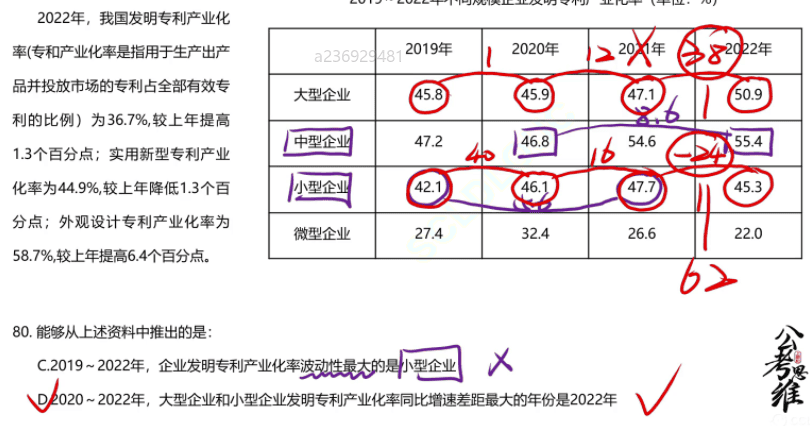 2019～2022年不同规模企业发明专利产业化率（单位：%）
2022年，我国发明专利产业化
率(专和产业化率是指用于生产出产
品并投放市场的专利占全部有效专
利的比例）为36.7%,较上年提高
1.3个百分点；实用新型专利产业
化率为44.9%,较上年降低1.3个百
分点；外观设计专利产业化率为
58.7%,较上年提高6.4个百分点。
a236929481
2019年 2020年 2021年 2022年
1 12 X 38
大型企业 45.8 45.9 47.1 50.9
8.6
中型企业 47.2 46.8 54.6 55.4
40 16 -24
小型企业 42.1 46.1 47.7 45.3
5.6
微型企业 27.4 32.4 26.6 22.0
62
80. 能够从上述资料中推出的是：
C.2019～2022年，企业发明专利产业化率波动性最大的是小型企业
D.2020～2022年，大型企业和小型企业发明专利产业化率同比增速差距最大的年份是2022年
公考思维